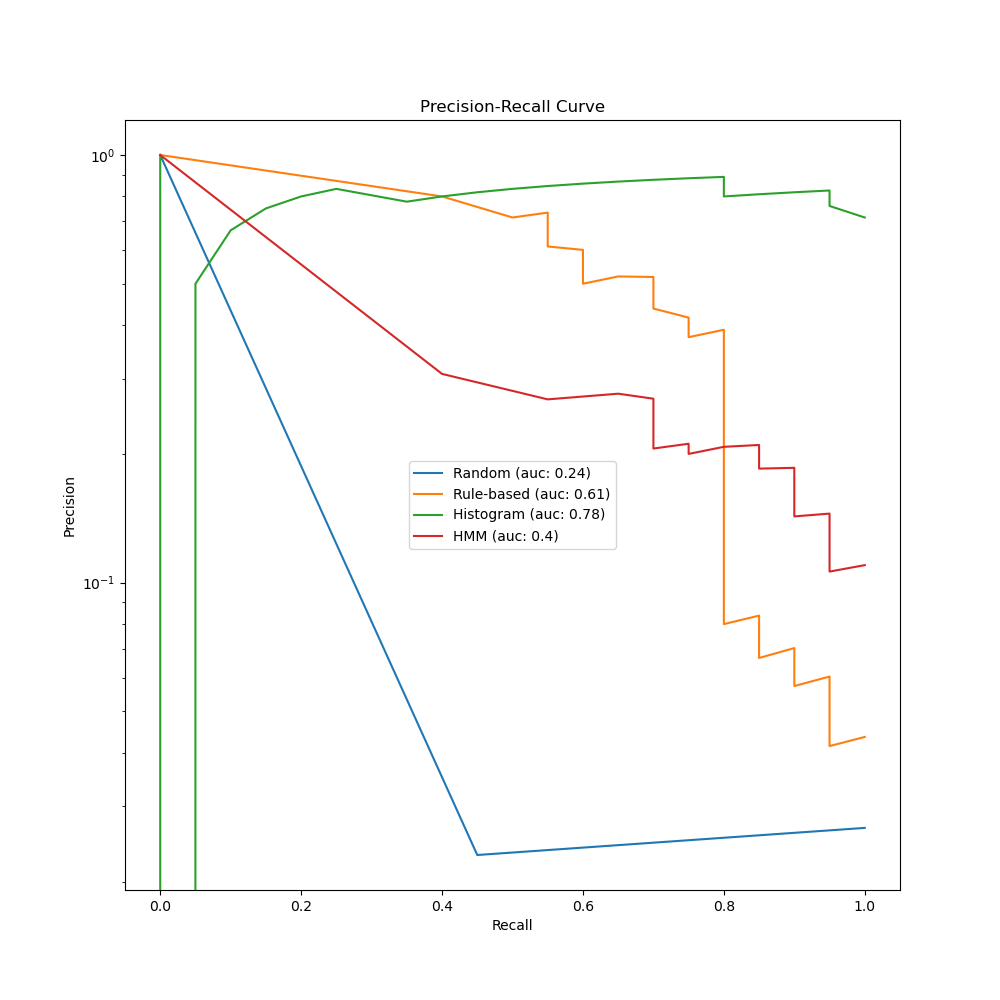 Precision-Recall Curve
10⁰
10⁻¹
Precision
Random (auc: 0.24)
Rule-based (auc: 0.61)
Histogram (auc: 0.78)
HMM (auc: 0.4)
0.0 0.2 0.4 0.6 0.8 1.0
Recall